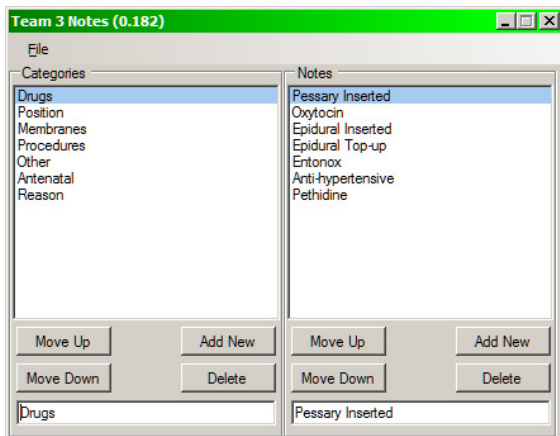 Team 3 Notes (0.182)
File
Categories
Drugs
Position
Membranes
Procedures
Other
Antenatal
Reason
Move Up
Add New
Move Down
Delete
Drugs
Notes
Pessary Inserted
Oxytocin
Epidural Inserted
Epidural Top-up
Entonox
Anti-hypertensive
Pethidine
Move Up
Add New
Move Down
Delete
Pessary Inserted